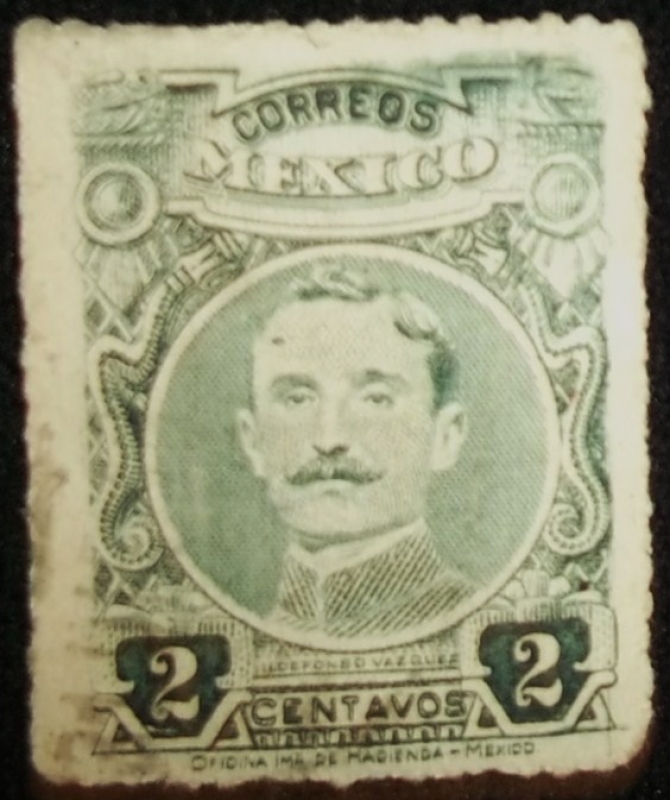 CORREOS
MEXICO
ILDEFONSO VAZQUEZ
2 CENTAVOS 2
OFICINA IMP. DE HACIENDA - MEXICO